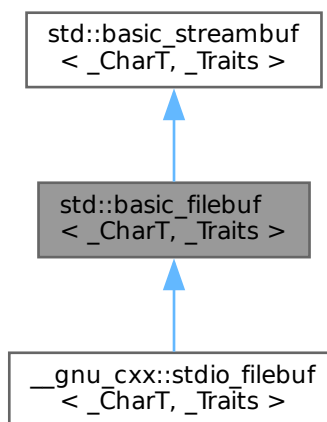 std::basic_streambuf
< _CharT, _Traits >
std::basic_filebuf
< _CharT, _Traits >
__gnu_cxx::stdio_filebuf
< _CharT, _Traits >